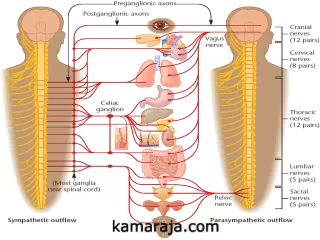 Preganglionic axons
Postganglionic axons
Vagus
nerve
Cranial
nerves
(12 pairs)
Cervical
nerves
(8 pairs)
Celiac
ganglion
Thoracic
nerves
(12 pairs)
Lumbar
nerves
(5 pairs)
(Most ganglia
near spinal cord)
Pelvic
nerve
Sacral
nerves
(5 pairs)
Sympathetic outflow
Parasympathetic outflow
kamaraja.com